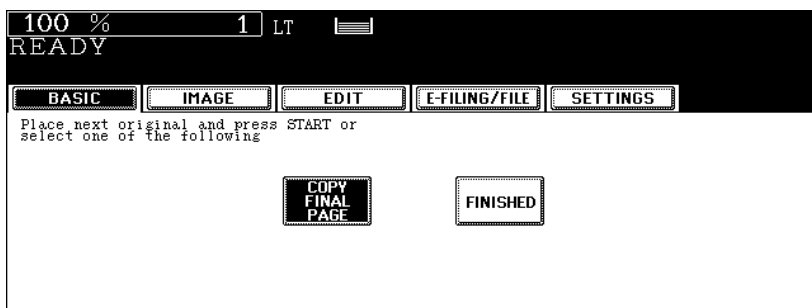 100 % 1 LT
READY
BASIC IMAGE EDIT E-FILING/FILE SETTINGS
Place next original and press START or
select one of the following
COPY
FINAL
PAGE
FINISHED